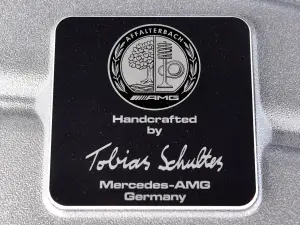 AFFALTERBACH
AMG
Handcrafted
by
Tobias Schultes
Mercedes-AMG
Germany